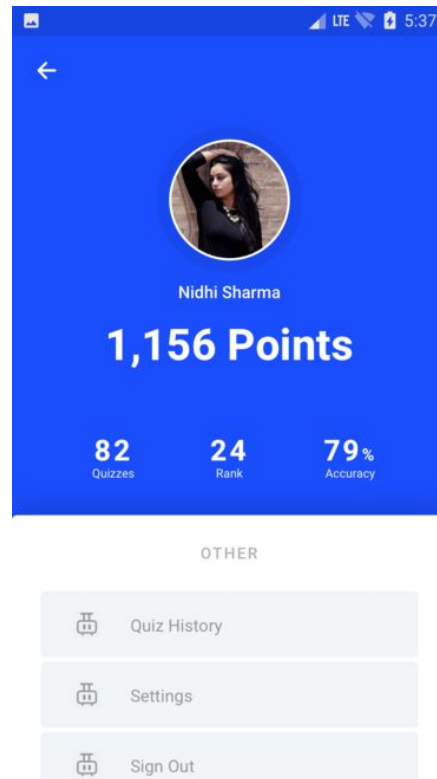 LTE 5:37
Nidhi Sharma
1,156 Points
82 24 79%
Quizzes Rank Accuracy
OTHER
Quiz History
Settings
Sign Out